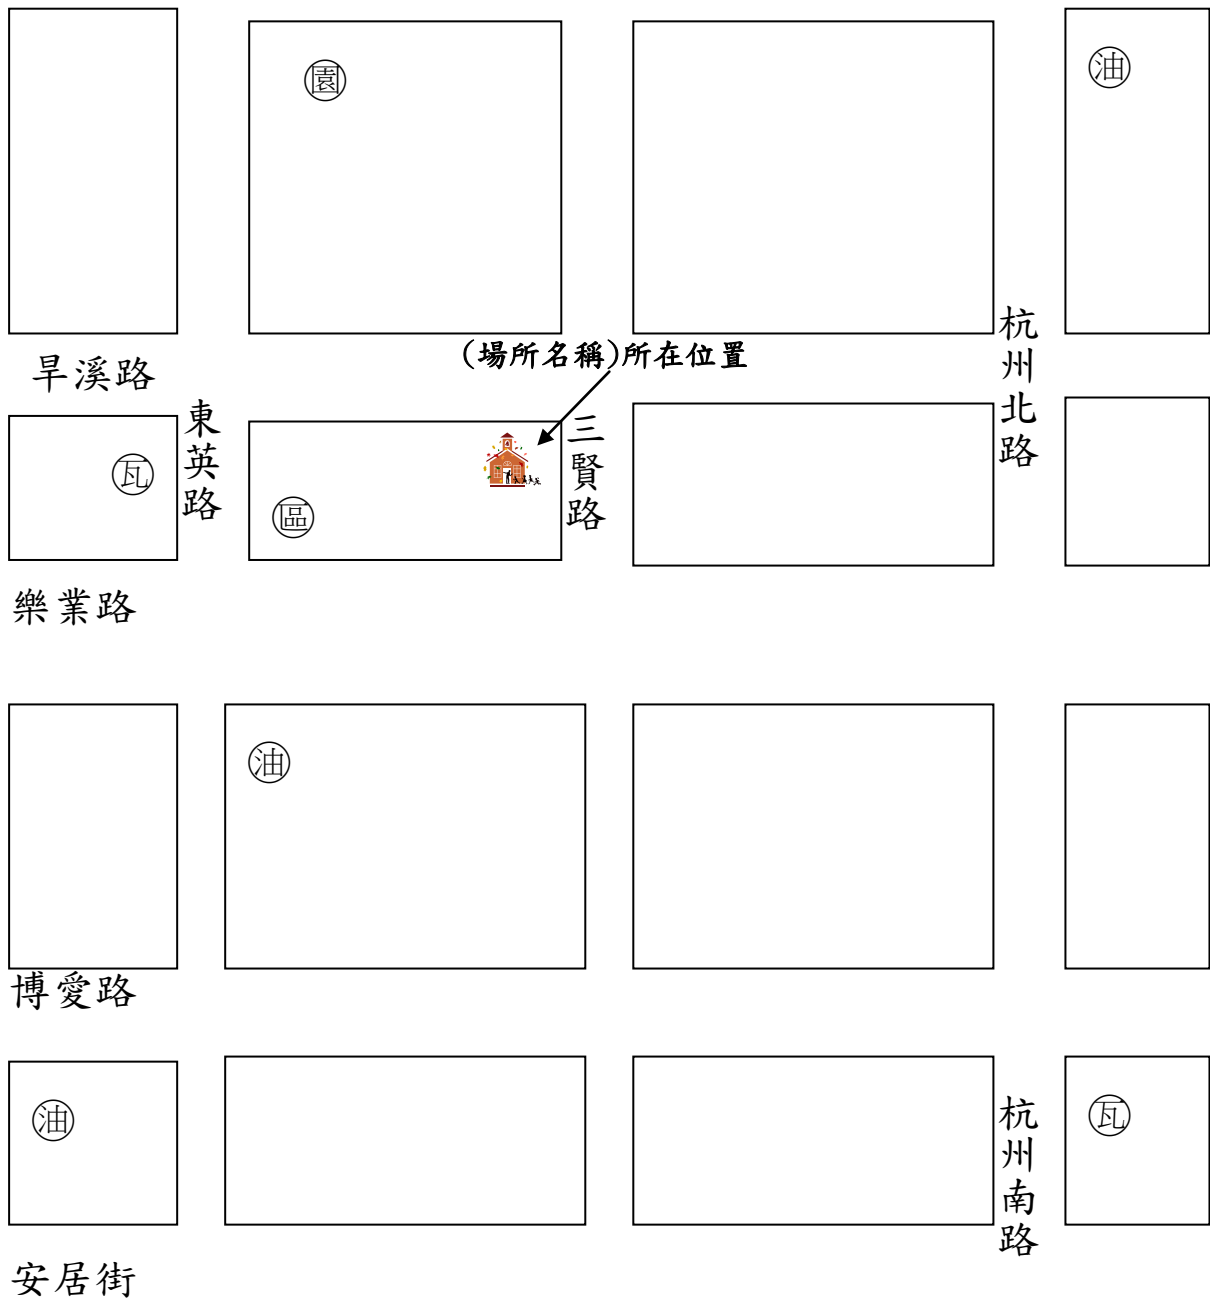 園
油
杭州北路
(場所名稱)所在位置
旱溪路
東英路
三賢路
瓦
區
樂業路
油
博愛路
油
杭州南路
瓦
安居街